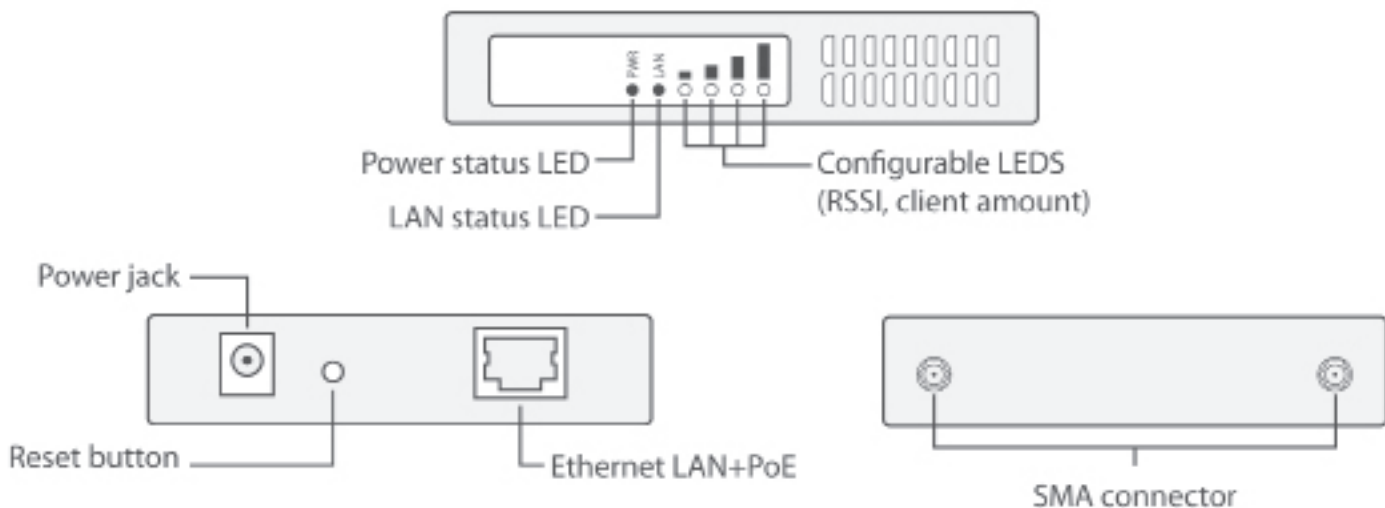 PWR
LAN
Power status LED
LAN status LED
Configurable LEDS
(RSSI, client amount)
Power jack
Reset button
Ethernet LAN+PoE
SMA connector